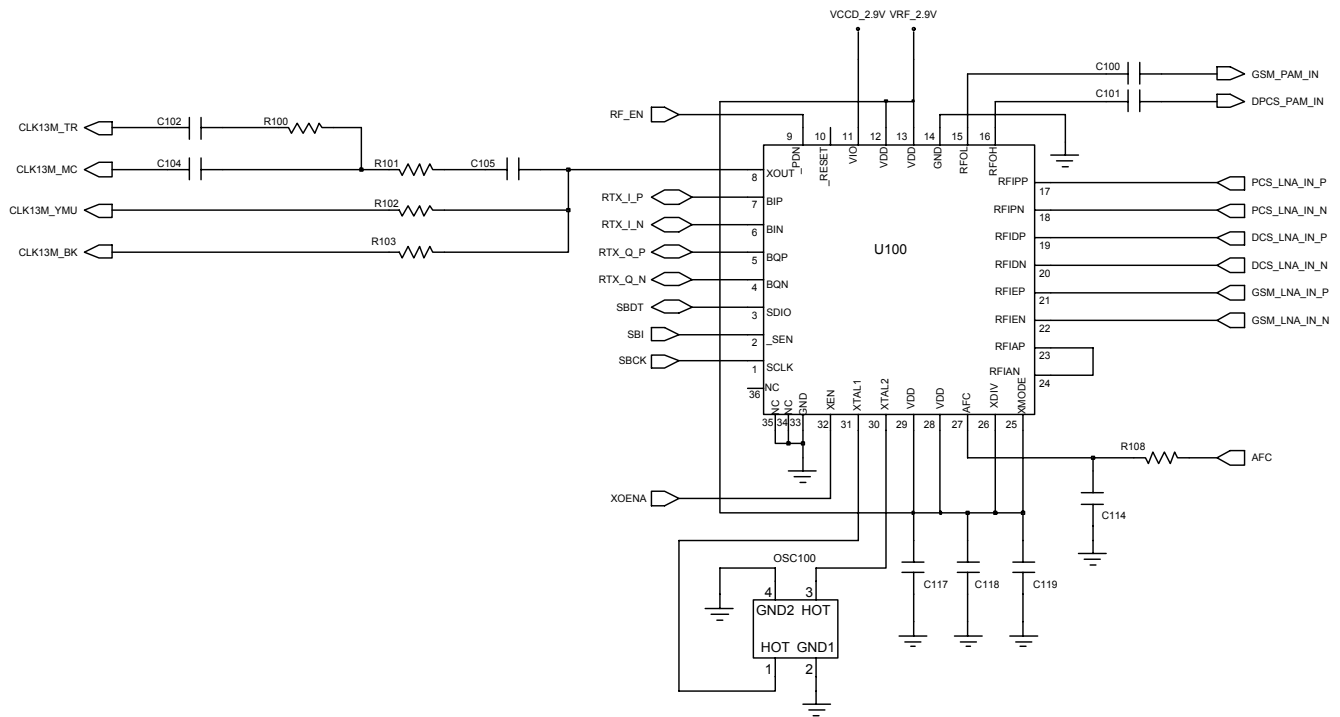 VCCD_2.9V VRF_2.9V
C100
GSM_PAM_IN
C101
DPCS_PAM_IN
RF_EN
C102
R100
CLK13M_TR
9 10 11 12 13 14 15 16
_PDN _RESET VIO VDD VDD GND RFOL RFOH
C104
R101
C105
CLK13M_MC
XOUT
8
RFIPP
17
PCS_LNA_IN_P
RTX_I_P
BIP
7
R102
CLK13M_YMU
RFIPN
18
PCS_LNA_IN_N
RTX_I_N
BIN
6
RFIDP
19
DCS_LNA_IN_P
R103
CLK13M_BK
RTX_Q_P
BQP
5
U100
RFIDN
20
DCS_LNA_IN_N
RTX_Q_N
BQN
4
RFIEP
21
GSM_LNA_IN_P
SBDT
SDIO
3
RFIEN
22
GSM_LNA_IN_N
SBI
_SEN
2
RFIAP
23
SBCK
SCLK
1
RFIAN
24
NC
36
NC NC GND XEN XTAL1 XTAL2 VDD VDD AFC XDIV XMODE
35 34 33 32 31 30 29 28 27 26 25
R108
AFC
XOENA
C114
OSC100
C117
C118
C119
4 3
GND2 HOT
HOT GND1
1 2